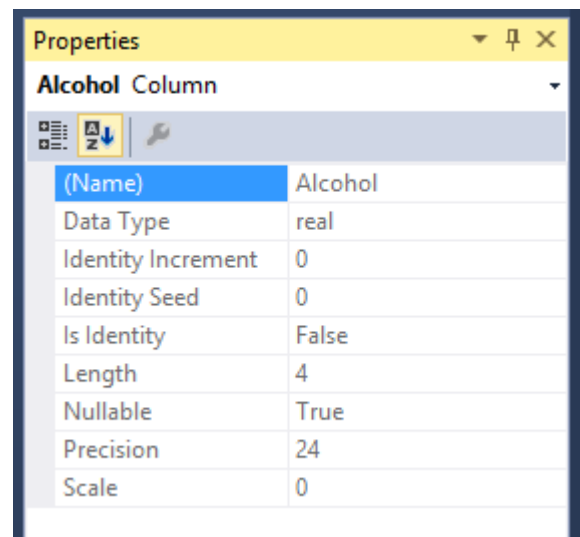 Properties
Alcohol Column
(Name) Alcohol
Data Type real
Identity Increment 0
Identity Seed 0
Is Identity False
Length 4
Nullable True
Precision 24
Scale 0